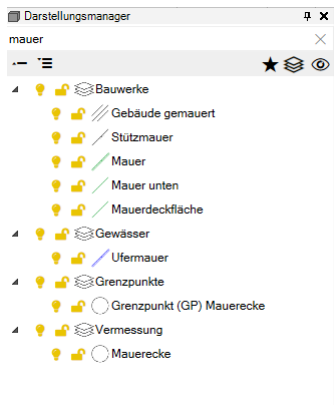 Darstellungsmanager
mauer
Bauwerke
Gebäude gemauert
Stützmauer
Mauer
Mauer unten
Mauerdeckfläche
Gewässer
Ufermauer
Grenzpunkte
Grenzpunkt (GP) Mauerecke
Vermessung
Mauerecke